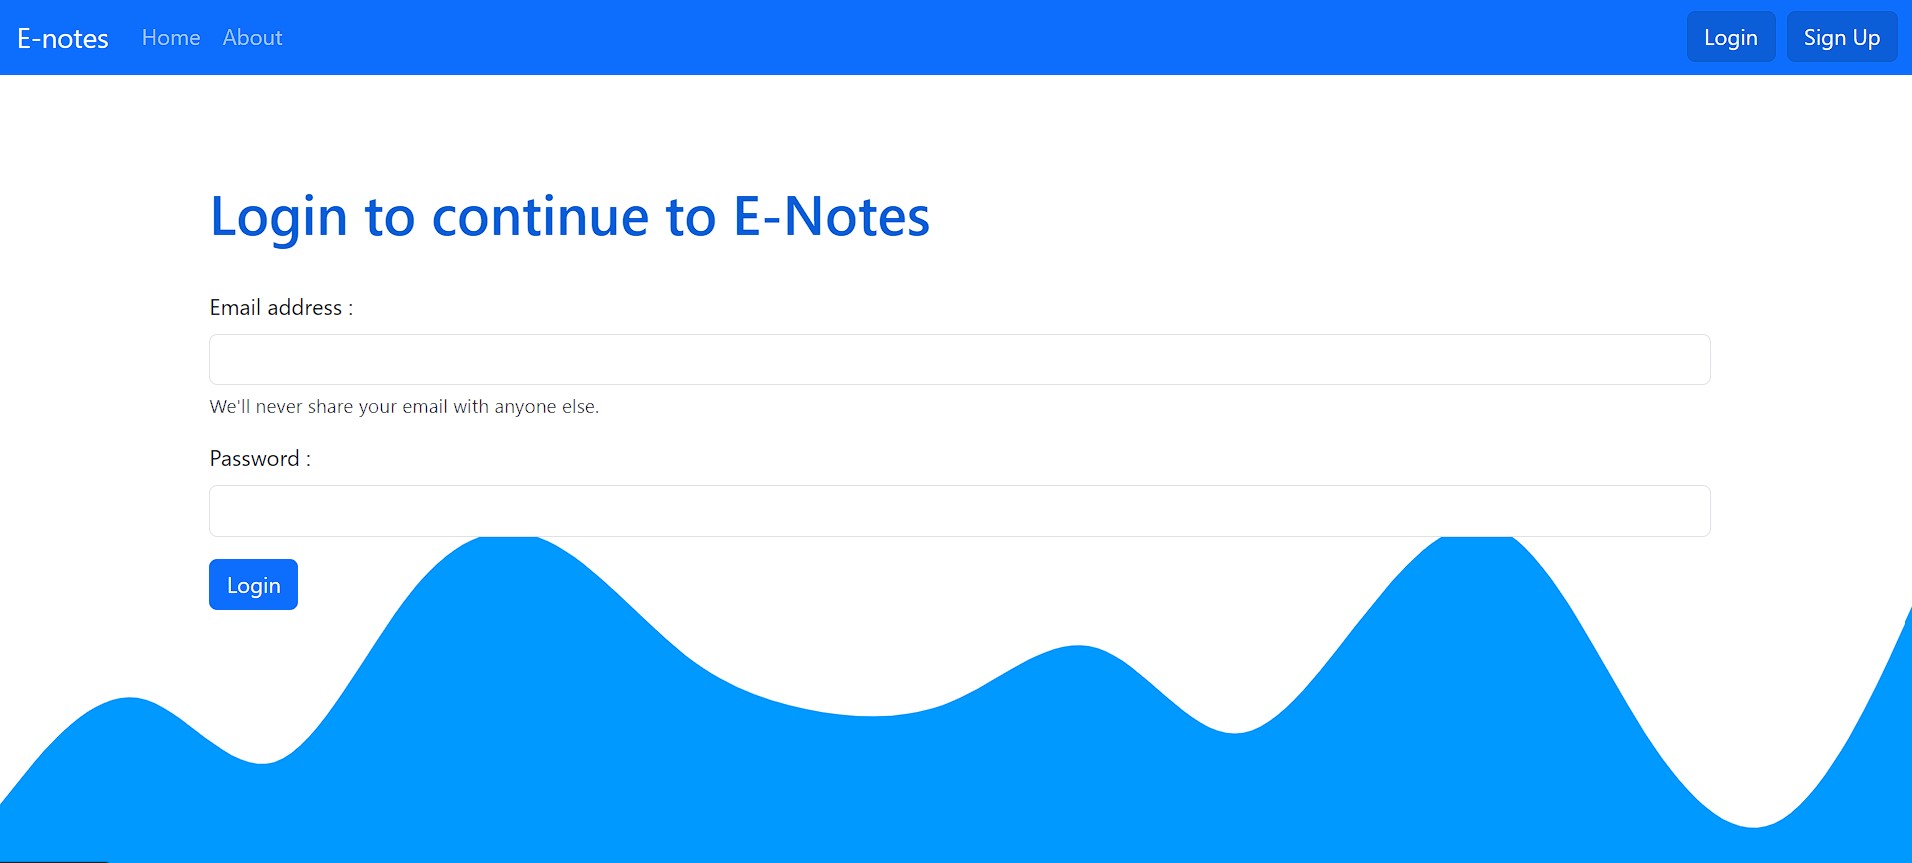 E-notes Home About Login Sign Up
Login to continue to E-Notes
Email address :
We'll never share your email with anyone else.
Password :
Login